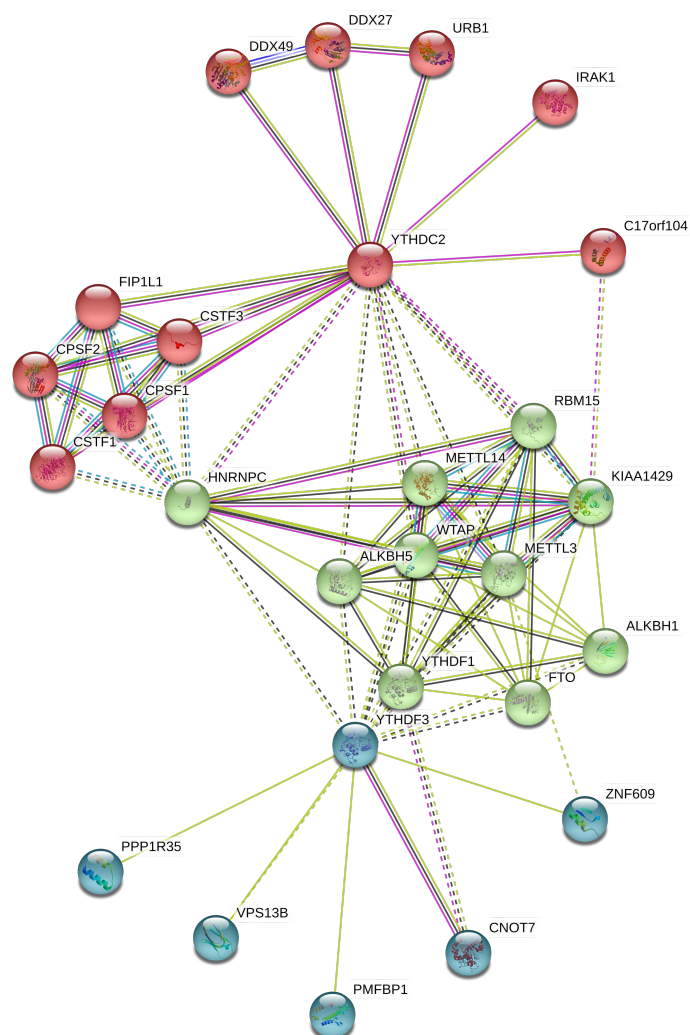 DDX27
URB1
DDX49
IRAK1
C17orf104
YTHDC2
FIP1L1
CSTF3
CPSF2
CPSF1
RBM15
CSTF1
METTL14
HNRNPC
KIAA1429
WTAP
METTL3
ALKBH5
ALKBH1
YTHDF1
FTO
YTHDF3
ZNF609
PPP1R35
VPS13B
CNOT7
PMFBP1